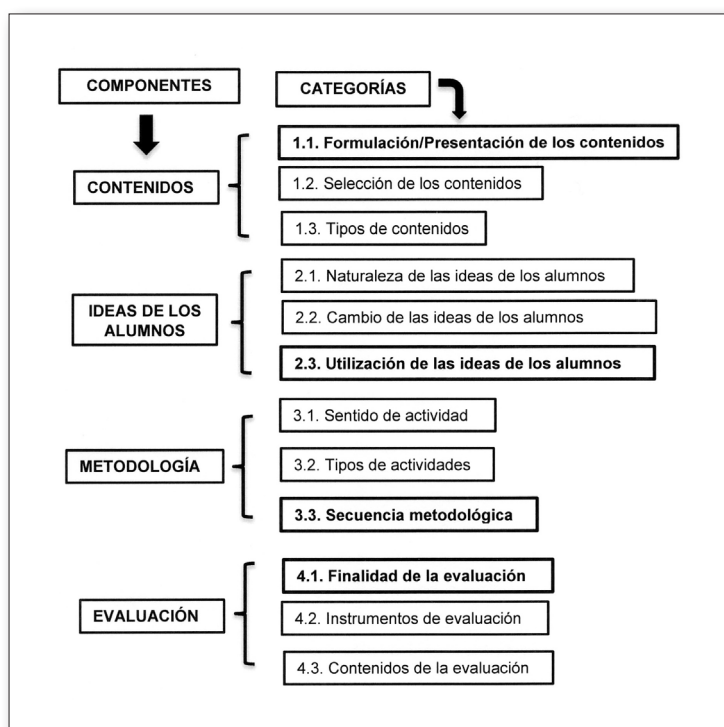 COMPONENTES
CATEGORÍAS
CONTENIDOS
1.1. Formulación/Presentación de los contenidos
1.2. Selección de los contenidos
1.3. Tipos de contenidos
IDEAS DE LOS
ALUMNOS
2.1. Naturaleza de las ideas de los alumnos
2.2. Cambio de las ideas de los alumnos
2.3. Utilización de las ideas de los alumnos
METODOLOGÍA
3.1. Sentido de actividad
3.2. Tipos de actividades
3.3. Secuencia metodológica
EVALUACIÓN
4.1. Finalidad de la evaluación
4.2. Instrumentos de evaluación
4.3. Contenidos de la evaluación